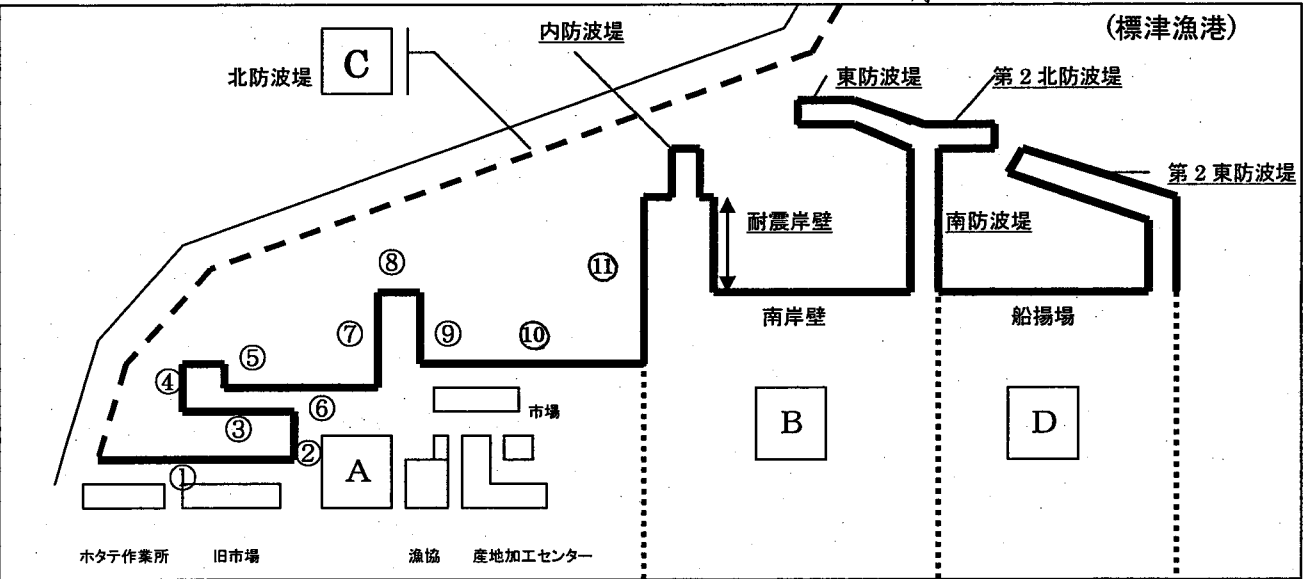 (標津漁港)
内防波堤
C
北防波堤
東防波堤
第2北防波堤
第2東防波堤
耐震岸壁
南防波堤
⑧
⑪
南岸壁
船揚場
⑦
⑨
⑩
⑤
④
⑥
市場
③
B
D
②
A
①
ホタテ作業所
旧市場
漁協
産地加工センター